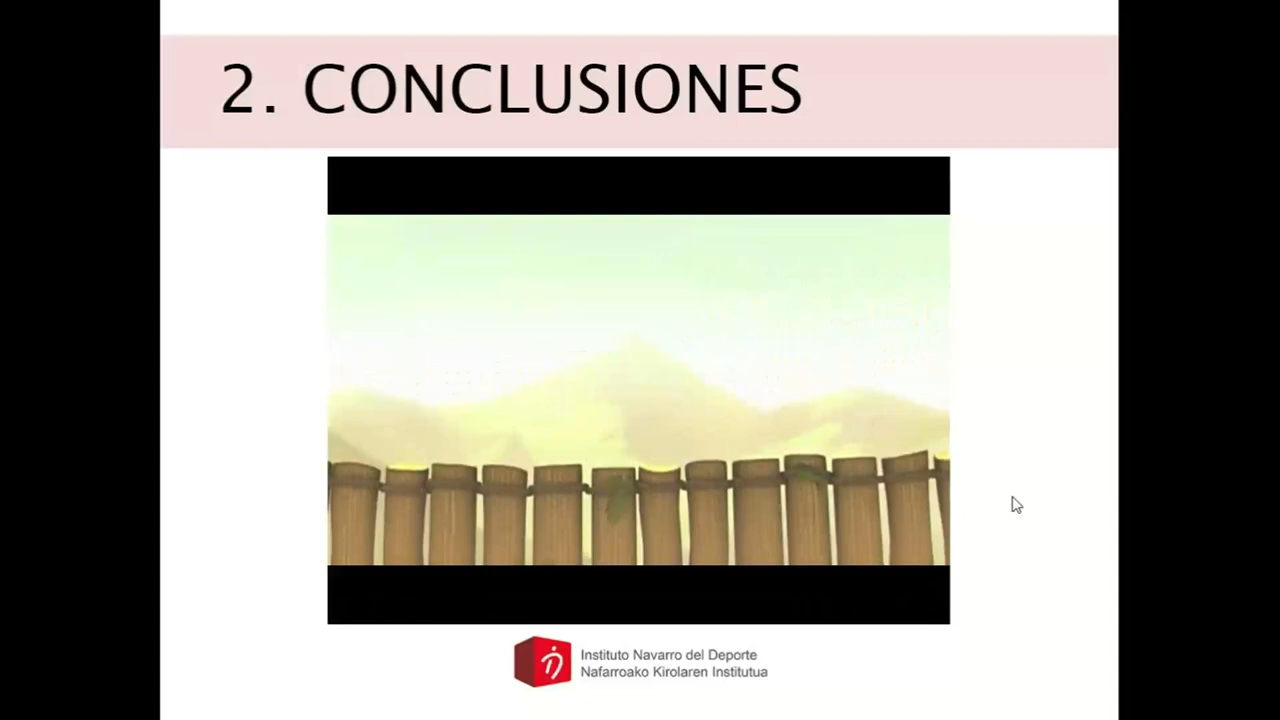 2. CONCLUSIONES
Instituto Navarro del Deporte
Nafarroako Kirolaren Institutua